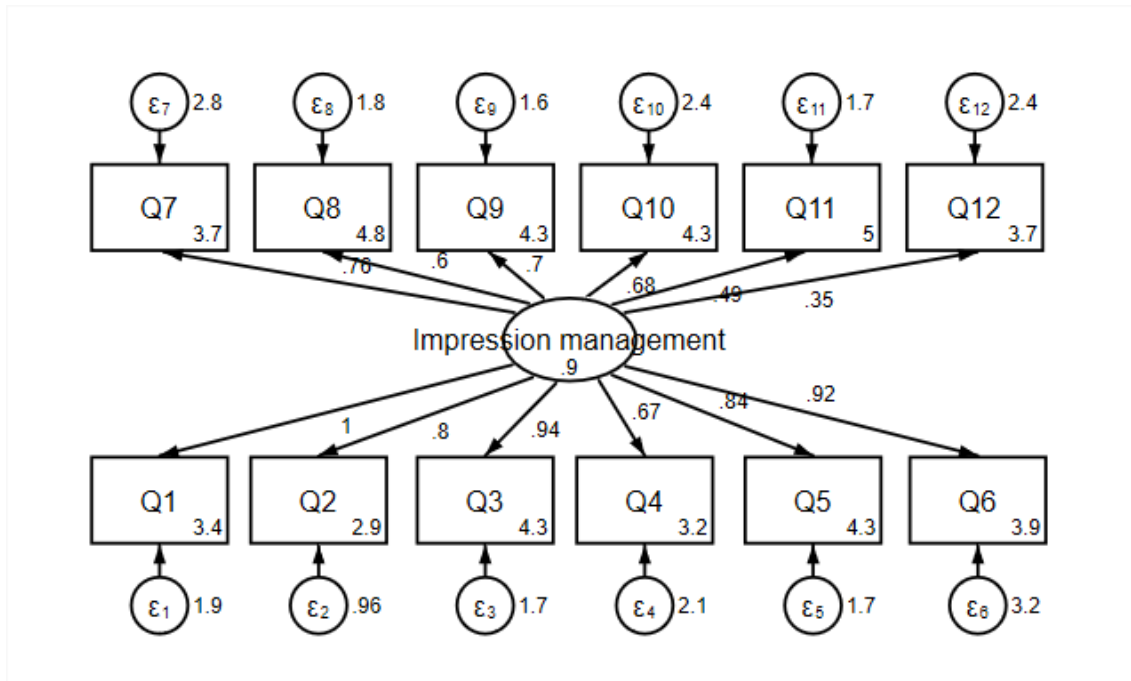 ε7 2.8 ε8 1.8 ε9 1.6 ε10 2.4 ε11 1.7 ε12 2.4
Q7 Q8 Q9 Q10 Q11 Q12
3.7 4.8 4.3 4.3 5 3.7
.76 .6 .7 .68 .49 .35
Impression management
.9
1 .8 .94 .67 .84 .92
Q1 Q2 Q3 Q4 Q5 Q6
3.4 2.9 4.3 3.2 4.3 3.9
ε1 1.9 ε2 .96 ε3 1.7 ε4 2.1 ε5 1.7 ε6 3.2